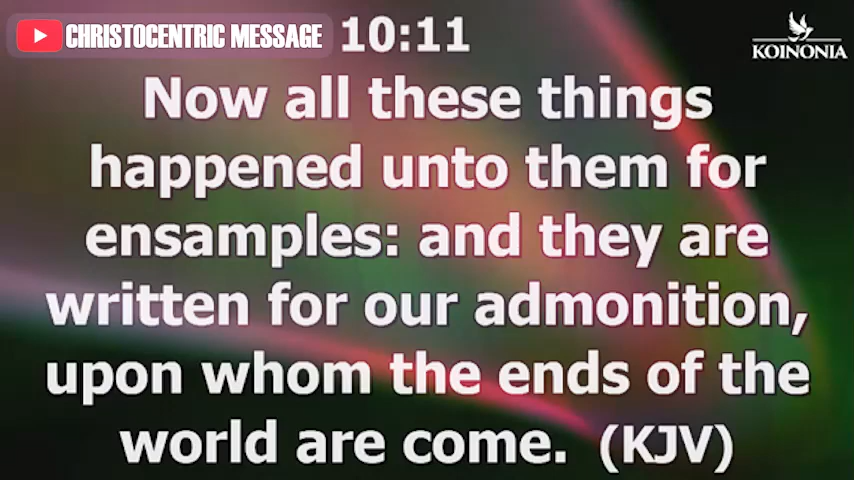 CHRISTOCENTRIC MESSAGE 10:11
KOINONIA
Now all these things
happened unto them for
ensamples: and they are
written for our admonition,
upon whom the ends of the
world are come. (KJV)